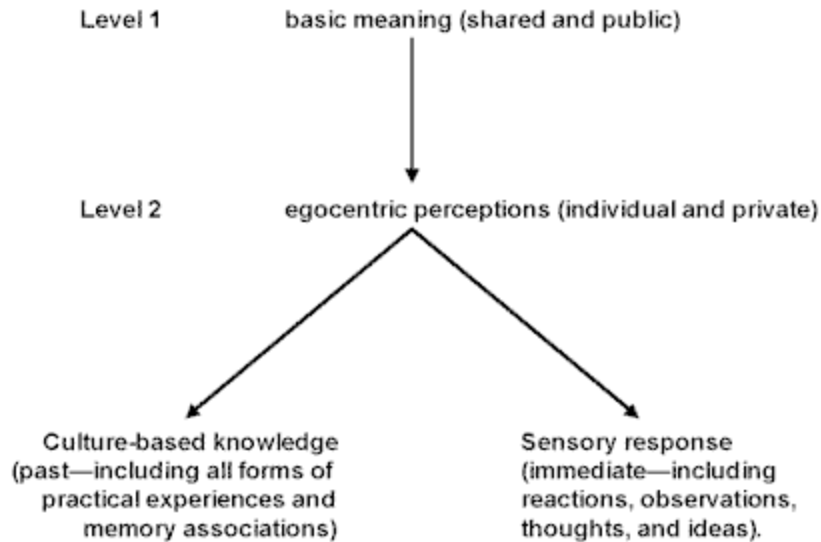 Level 1 basic meaning (shared and public)
Level 2 egocentric perceptions (individual and private)
Culture-based knowledge
(past—including all forms of
practical experiences and
memory associations)
Sensory response
(immediate—including
reactions, observations,
thoughts, and ideas).